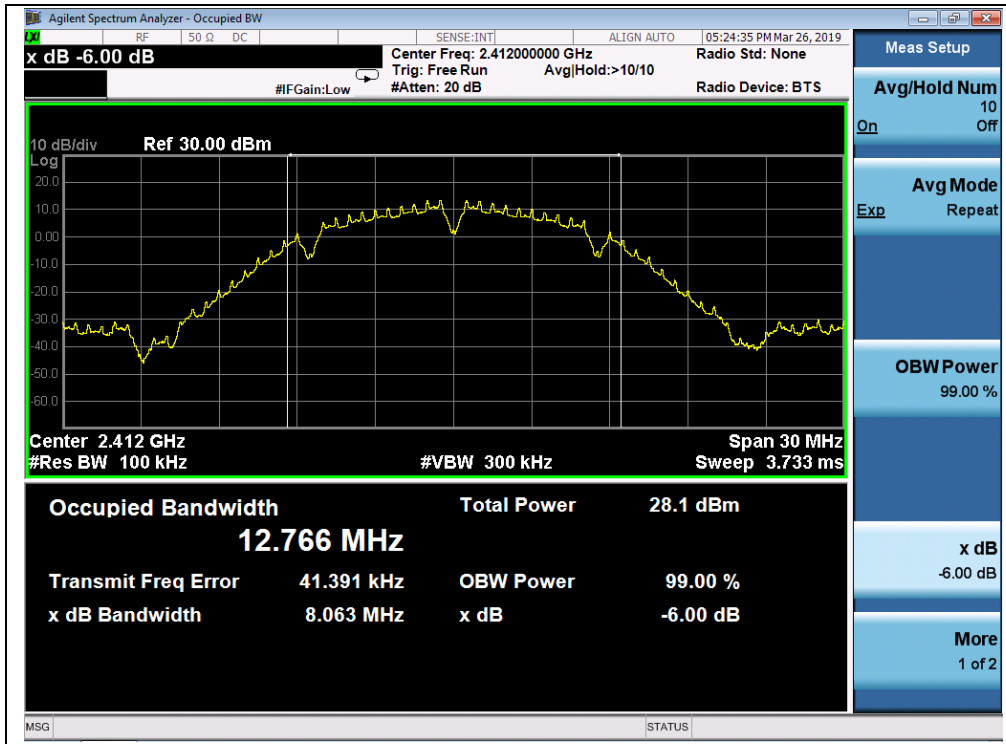 Agilent Spectrum Analyzer - Occupied BW
LXI RF 50 Ω DC SENSE:INT ALIGN AUTO 05:24:35 PM Mar 26, 2019
x dB -6.00 dB
Center Freq: 2.412000000 GHz Radio Std: None
Trig: Free Run Avg|Hold:>10/10
#IFGain:Low #Atten: 20 dB Radio Device: BTS
10 dB/div Ref 30.00 dBm
Log
20.0
10.0
0.00
-10.0
-20.0
-30.0
-40.0
-50.0
-60.0
Center 2.412 GHz Span 30 MHz
#Res BW 100 kHz #VBW 300 kHz Sweep 3.733 ms
Occupied Bandwidth Total Power 28.1 dBm
12.766 MHz
Transmit Freq Error 41.391 kHz OBW Power 99.00 %
x dB Bandwidth 8.063 MHz x dB -6.00 dB
Meas Setup
Avg/Hold Num
10
On Off
Avg Mode
Exp Repeat
OBW Power
99.00 %
x dB
-6.00 dB
More
1 of 2
MSG STATUS